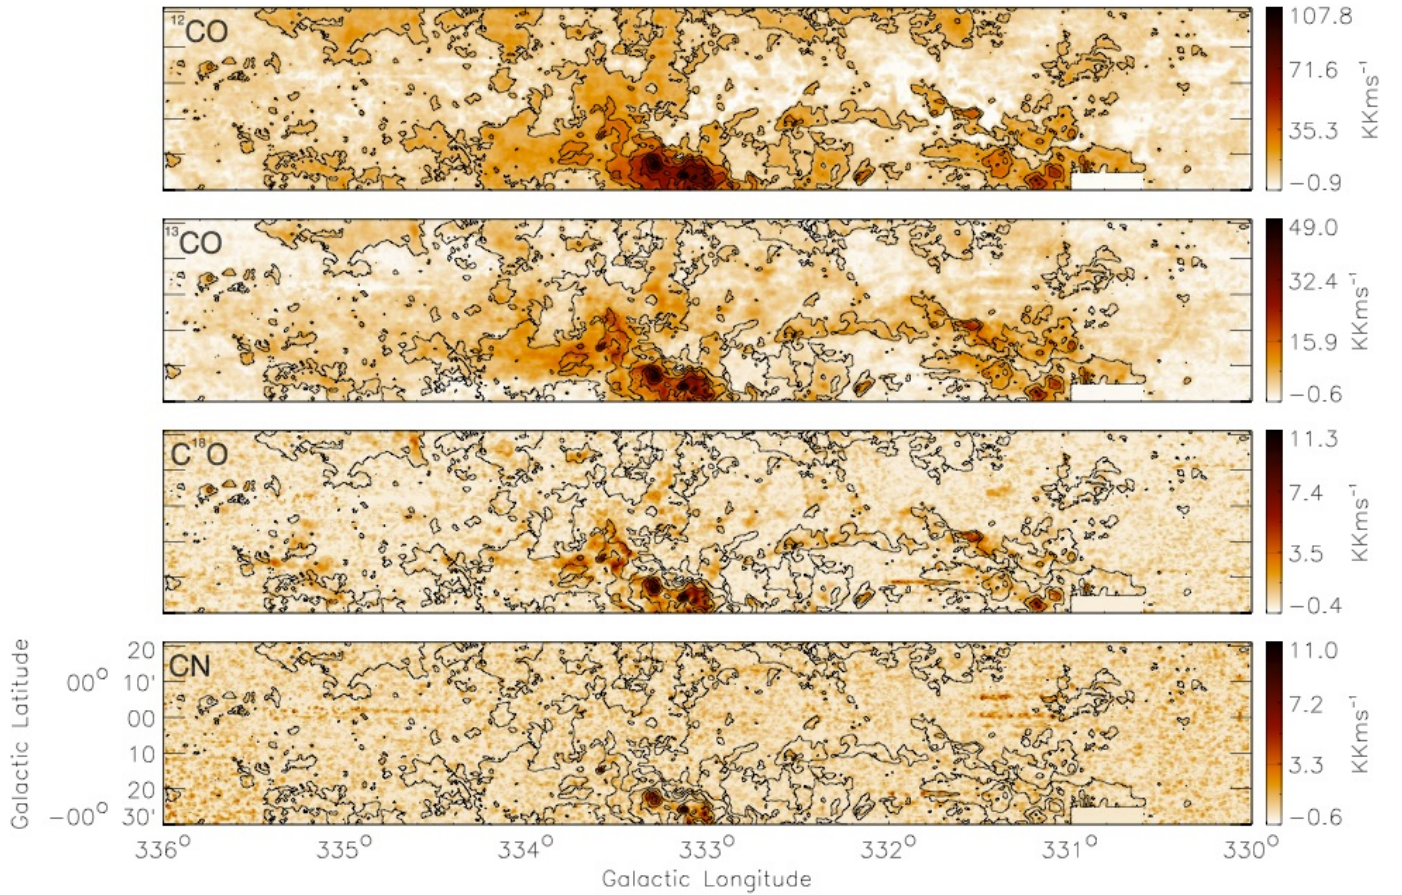 ¹²CO
107.8
71.6
35.3
−0.9
KKms⁻¹
¹³CO
49.0
32.4
15.9
−0.6
KKms⁻¹
C¹⁸O
11.3
7.4
3.5
−0.4
KKms⁻¹
CN
11.0
7.2
3.3
−0.6
KKms⁻¹
Galactic Latitude
20
00° 10'
00
10
20
−00° 30'
336° 335° 334° 333° 332° 331° 330°
Galactic Longitude